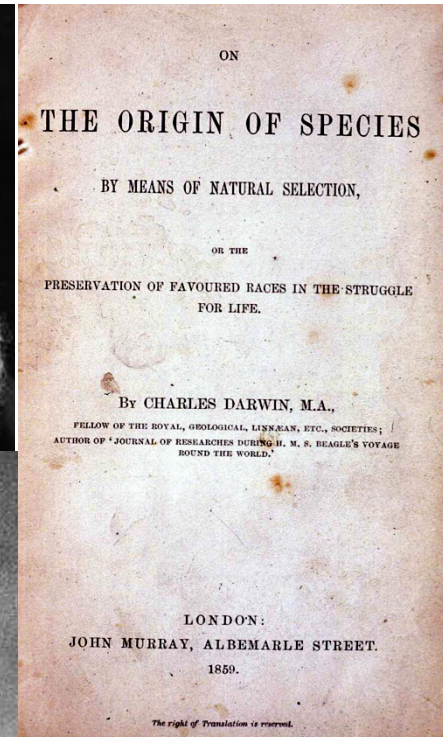 ON
THE ORIGIN OF SPECIES
BY MEANS OF NATURAL SELECTION,
OR THE
PRESERVATION OF FAVOURED RACES IN THE STRUGGLE
FOR LIFE.
BY CHARLES DARWIN, M.A.,
FELLOW OF THE ROYAL, GEOLOGICAL, LINNÆAN, ETC., SOCIETIES;
AUTHOR OF 'JOURNAL OF RESEARCHES DURING H. M. S. BEAGLE'S VOYAGE
ROUND THE WORLD.'
LONDON:
JOHN MURRAY, ALBEMARLE STREET.
1859.
The right of Translation is reserved.